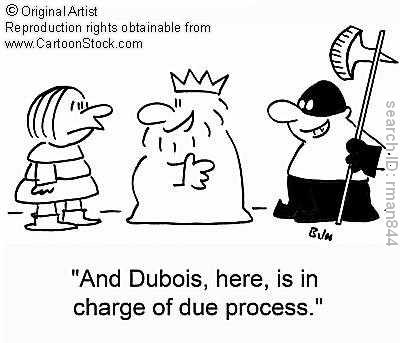 © Original Artist
Reproduction rights obtainable from
www.CartoonStock.com
search.ID: rman844
"And Dubois, here, is in
charge of due process."